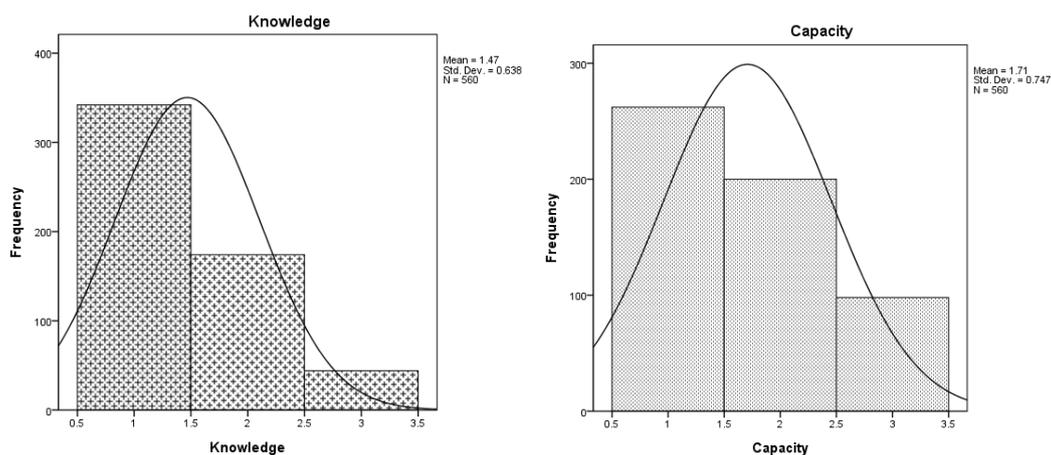 Knowledge
Mean = 1.47
Std. Dev. = 0.638
N = 560
400
300
200
100
0
Frequency
0.5 1 1.5 2 2.5 3 3.5
Knowledge
Capacity
Mean = 1.71
Std. Dev. = 0.747
N = 560
300
200
100
0
Frequency
0.5 1 1.5 2 2.5 3 3.5
Capacity